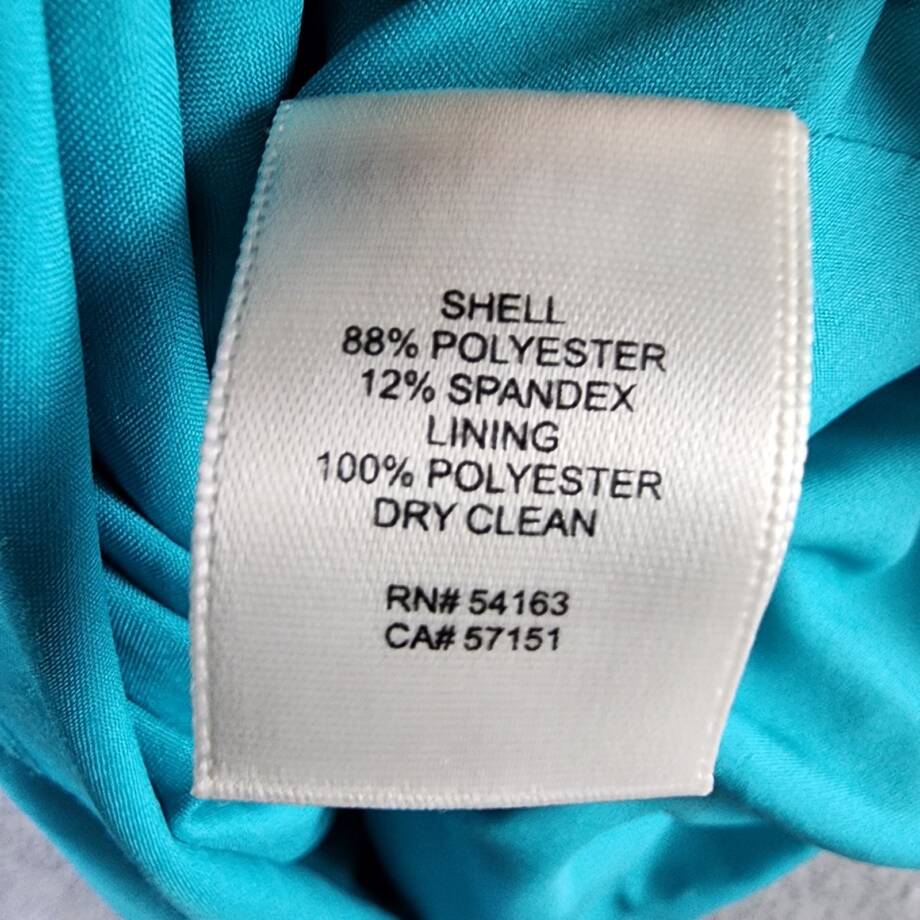 SHELL
88% POLYESTER
12% SPANDEX
LINING
100% POLYESTER
DRY CLEAN
RN# 54163
CA# 57151